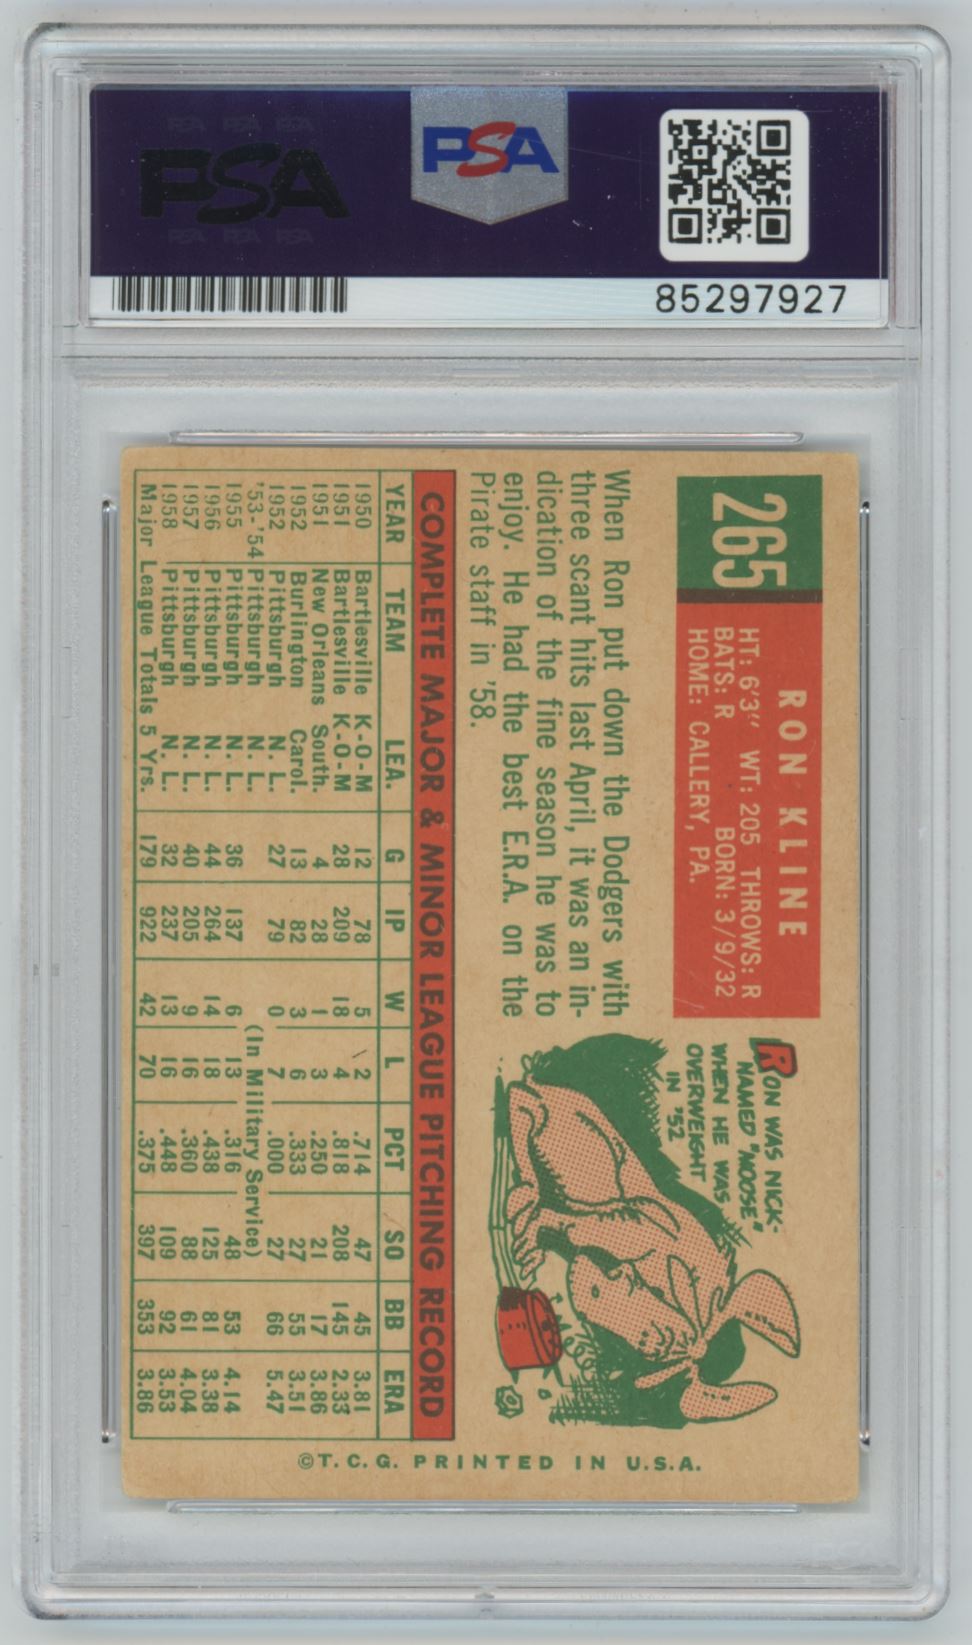 PSA PSA PSA
PSA
PSA PSA PSA
PSA
85297927
265
RON KLINE
HT: 6'3" WT: 205 THROWS: R
BATS: R BORN: 3/9/32
HOME: CALLERY, PA.
When Ron put down the Dodgers with
three scant hits last April, it was an in-
dication of the fine season he was to
enjoy. He had the best E.R.A. on the
Pirate staff in '58.
RON WAS NICK-
NAMED "MOOSE"
WHEN HE WAS
OVERWEIGHT
IN '52
COMPLETE MAJOR & MINOR LEAGUE PITCHING RECORD
YEAR TEAM LEA. G IP W L PCT SO BB ERA
1950 Bartlesville K-O-M 12 78 5 2 .714 47 45 3.81
1951 Bartlesville K-O-M 28 209 18 4 .818 208 145 2.33
1951 New Orleans South. 4 28 1 3 .250 21 17 3.86
1952 Burlington Carol. 13 82 3 6 .333 27 55 3.51
1952 Pittsburgh N. L. 27 79 0 7 .000 27 66 5.47
'53-'54 Pittsburgh N. L. (In Military Service)
1955 Pittsburgh N. L. 36 137 6 13 .316 48 53 4.14
1956 Pittsburgh N. L. 44 264 14 18 .438 125 81 3.38
1957 Pittsburgh N. L. 40 205 9 16 .360 88 61 4.04
1958 Pittsburgh N. L. 32 237 13 16 .448 109 92 3.53
Major League Totals 5 Yrs. 179 922 42 70 .375 397 353 3.86
©T.C.G. PRINTED IN U.S.A.